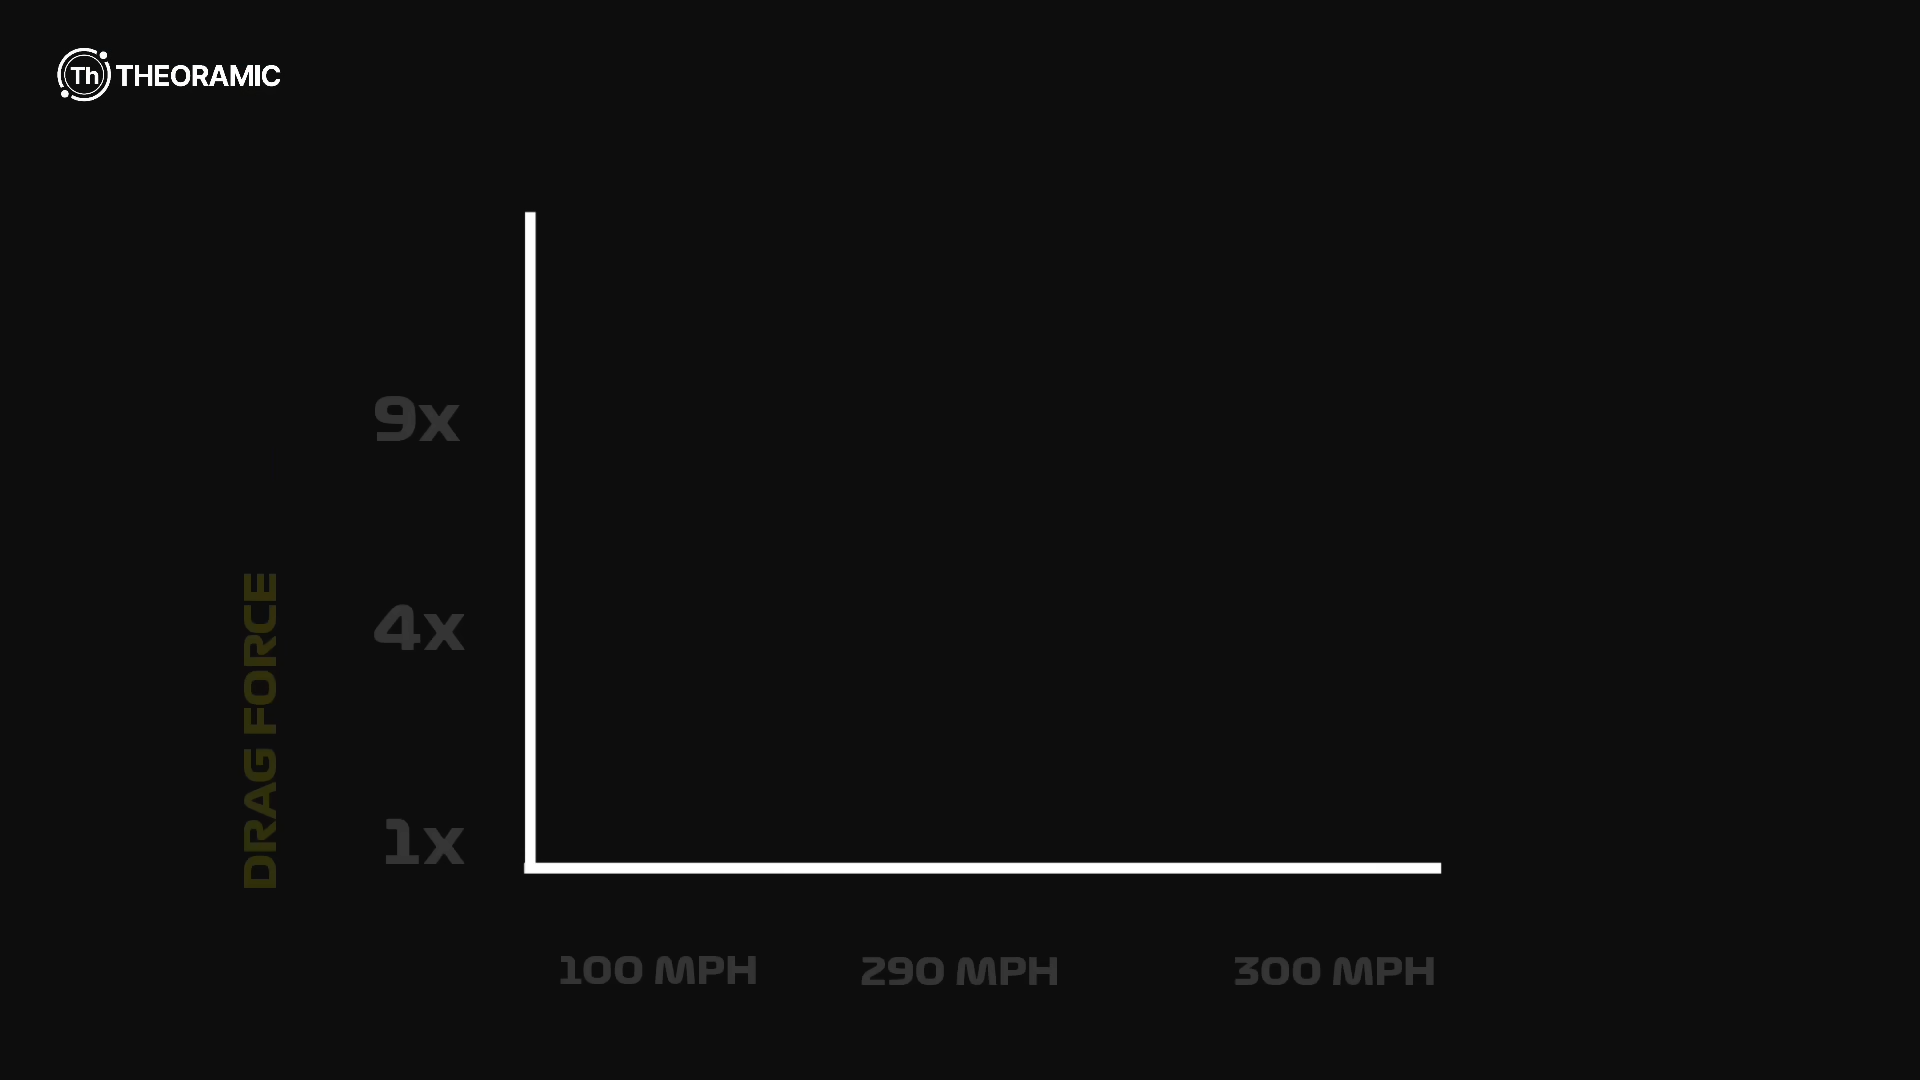 Th THEORAMIC
9x
4x
1x
DRAG FORCE
100 MPH
290 MPH
300 MPH